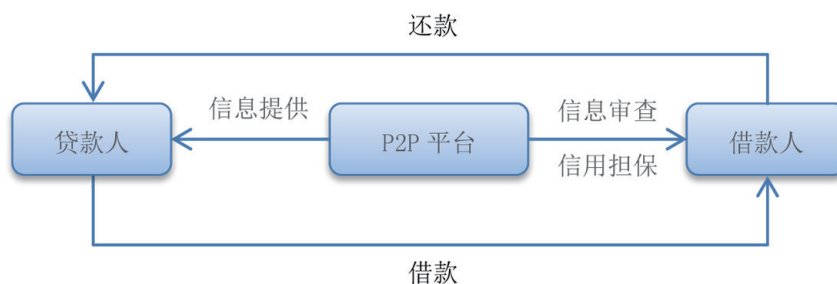 还款
信息提供
信息审查
贷款人
P2P 平台
借款人
信用担保
借款